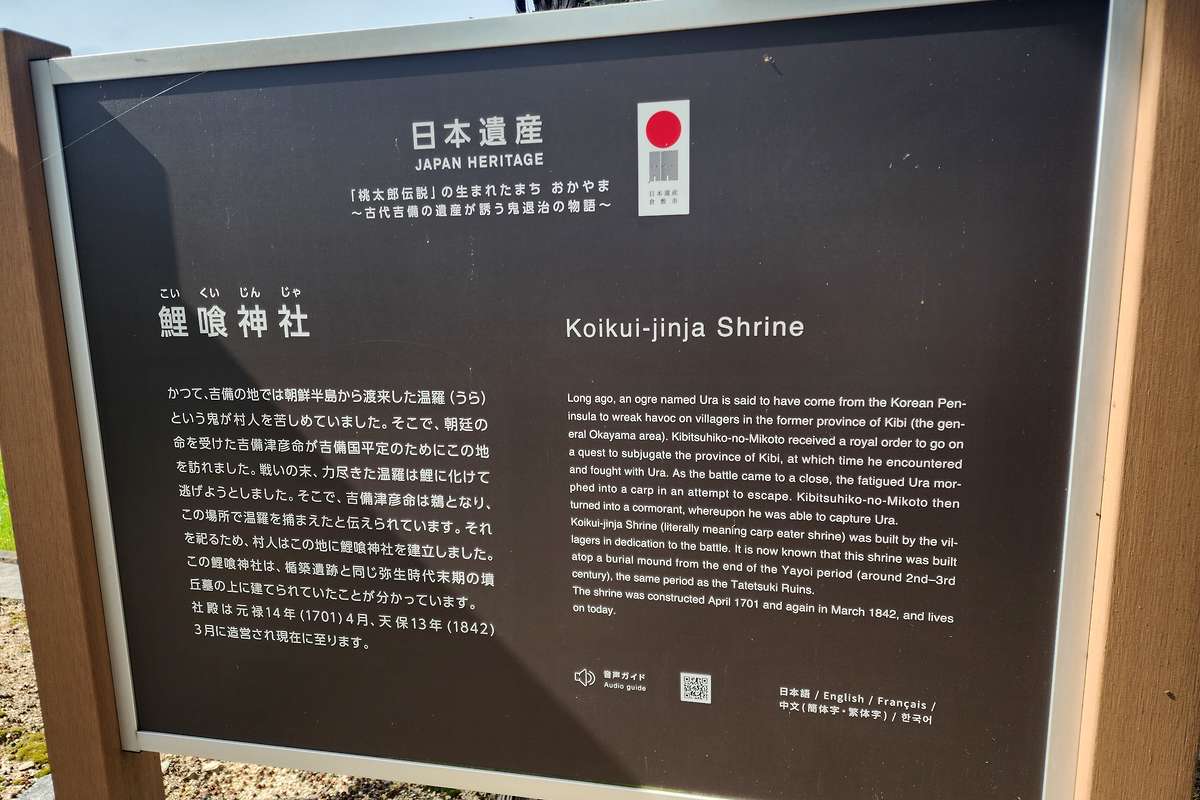 日本遺産
JAPAN HERITAGE
「桃太郎伝説」の生まれたまち おかやま
～古代吉備の遺産が誘う鬼退治の物語～
日本遺産
倉敷市
こい くい じん じゃ
鯉喰神社
かつて、吉備の地では朝鮮半島から渡来した温羅（うら）
という鬼が村人を苦しめていました。そこで、朝廷の
命を受けた吉備津彦命が吉備国平定のためにこの地
を訪れました。戦いの末、力尽きた温羅は鯉に化けて
逃げようとしました。そこで、吉備津彦命は鵜となり、
この場所で温羅を捕まえたと伝えられています。それ
を祀るため、村人はこの地に鯉喰神社を建立しました。
この鯉喰神社は、楯築遺跡と同じ弥生時代末期の墳
丘墓の上に建てられていたことが分かっています。
社殿は元禄14年(1701)4月、天保13年(1842)
3月に造営され現在に至ります。
Koikui-jinja Shrine
Long ago, an ogre named Ura is said to have come from the Korean Pen-
insula to wreak havoc on villagers in the former province of Kibi (the gen-
eral Okayama area). Kibitsuhiko-no-Mikoto received a royal order to go on
a quest to subjugate the province of Kibi, at which time he encountered
and fought with Ura. As the battle came to a close, the fatigued Ura mor-
phed into a carp in an attempt to escape. Kibitsuhiko-no-Mikoto then
turned into a cormorant, whereupon he was able to capture Ura.
Koikui-jinja Shrine (literally meaning carp eater shrine) was built by the vil-
lagers in dedication to the battle. It is now known that this shrine was built
atop a burial mound from the end of the Yayoi period (around 2nd–3rd
century), the same period as the Tatetsuki Ruins.
The shrine was constructed April 1701 and again in March 1842, and lives
on today.
音声ガイド
Audio guide
日本語 / English / Français /
中文(簡体字・繁体字) / 한국어